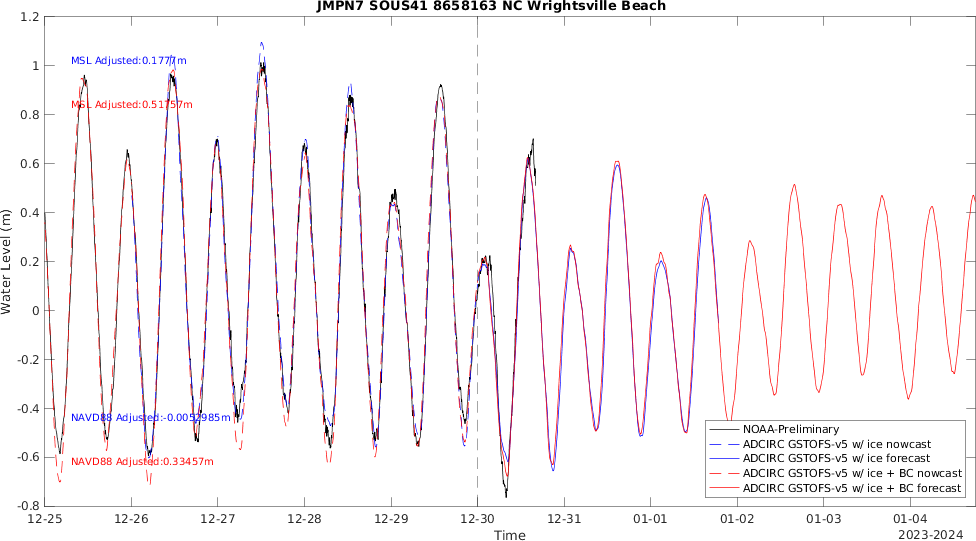 JMPN7 SOUS41 8658163 NC Wrightsville Beach
1.2
1
0.8
0.6
0.4
0.2
0
-0.2
-0.4
-0.6
-0.8
Water Level (m)
MSL Adjusted:0.1777m
MSL Adjusted:0.51757m
NAVD88 Adjusted:-0.0052985m
NAVD88 Adjusted:0.33457m
NOAA-Preliminary
ADCIRC GSTOFS-v5 w/ ice nowcast
ADCIRC GSTOFS-v5 w/ ice forecast
ADCIRC GSTOFS-v5 w/ ice + BC nowcast
ADCIRC GSTOFS-v5 w/ ice + BC forecast
12-25 12-26 12-27 12-28 12-29 12-30 12-31 01-01 01-02 01-03 01-04
Time
2023-2024